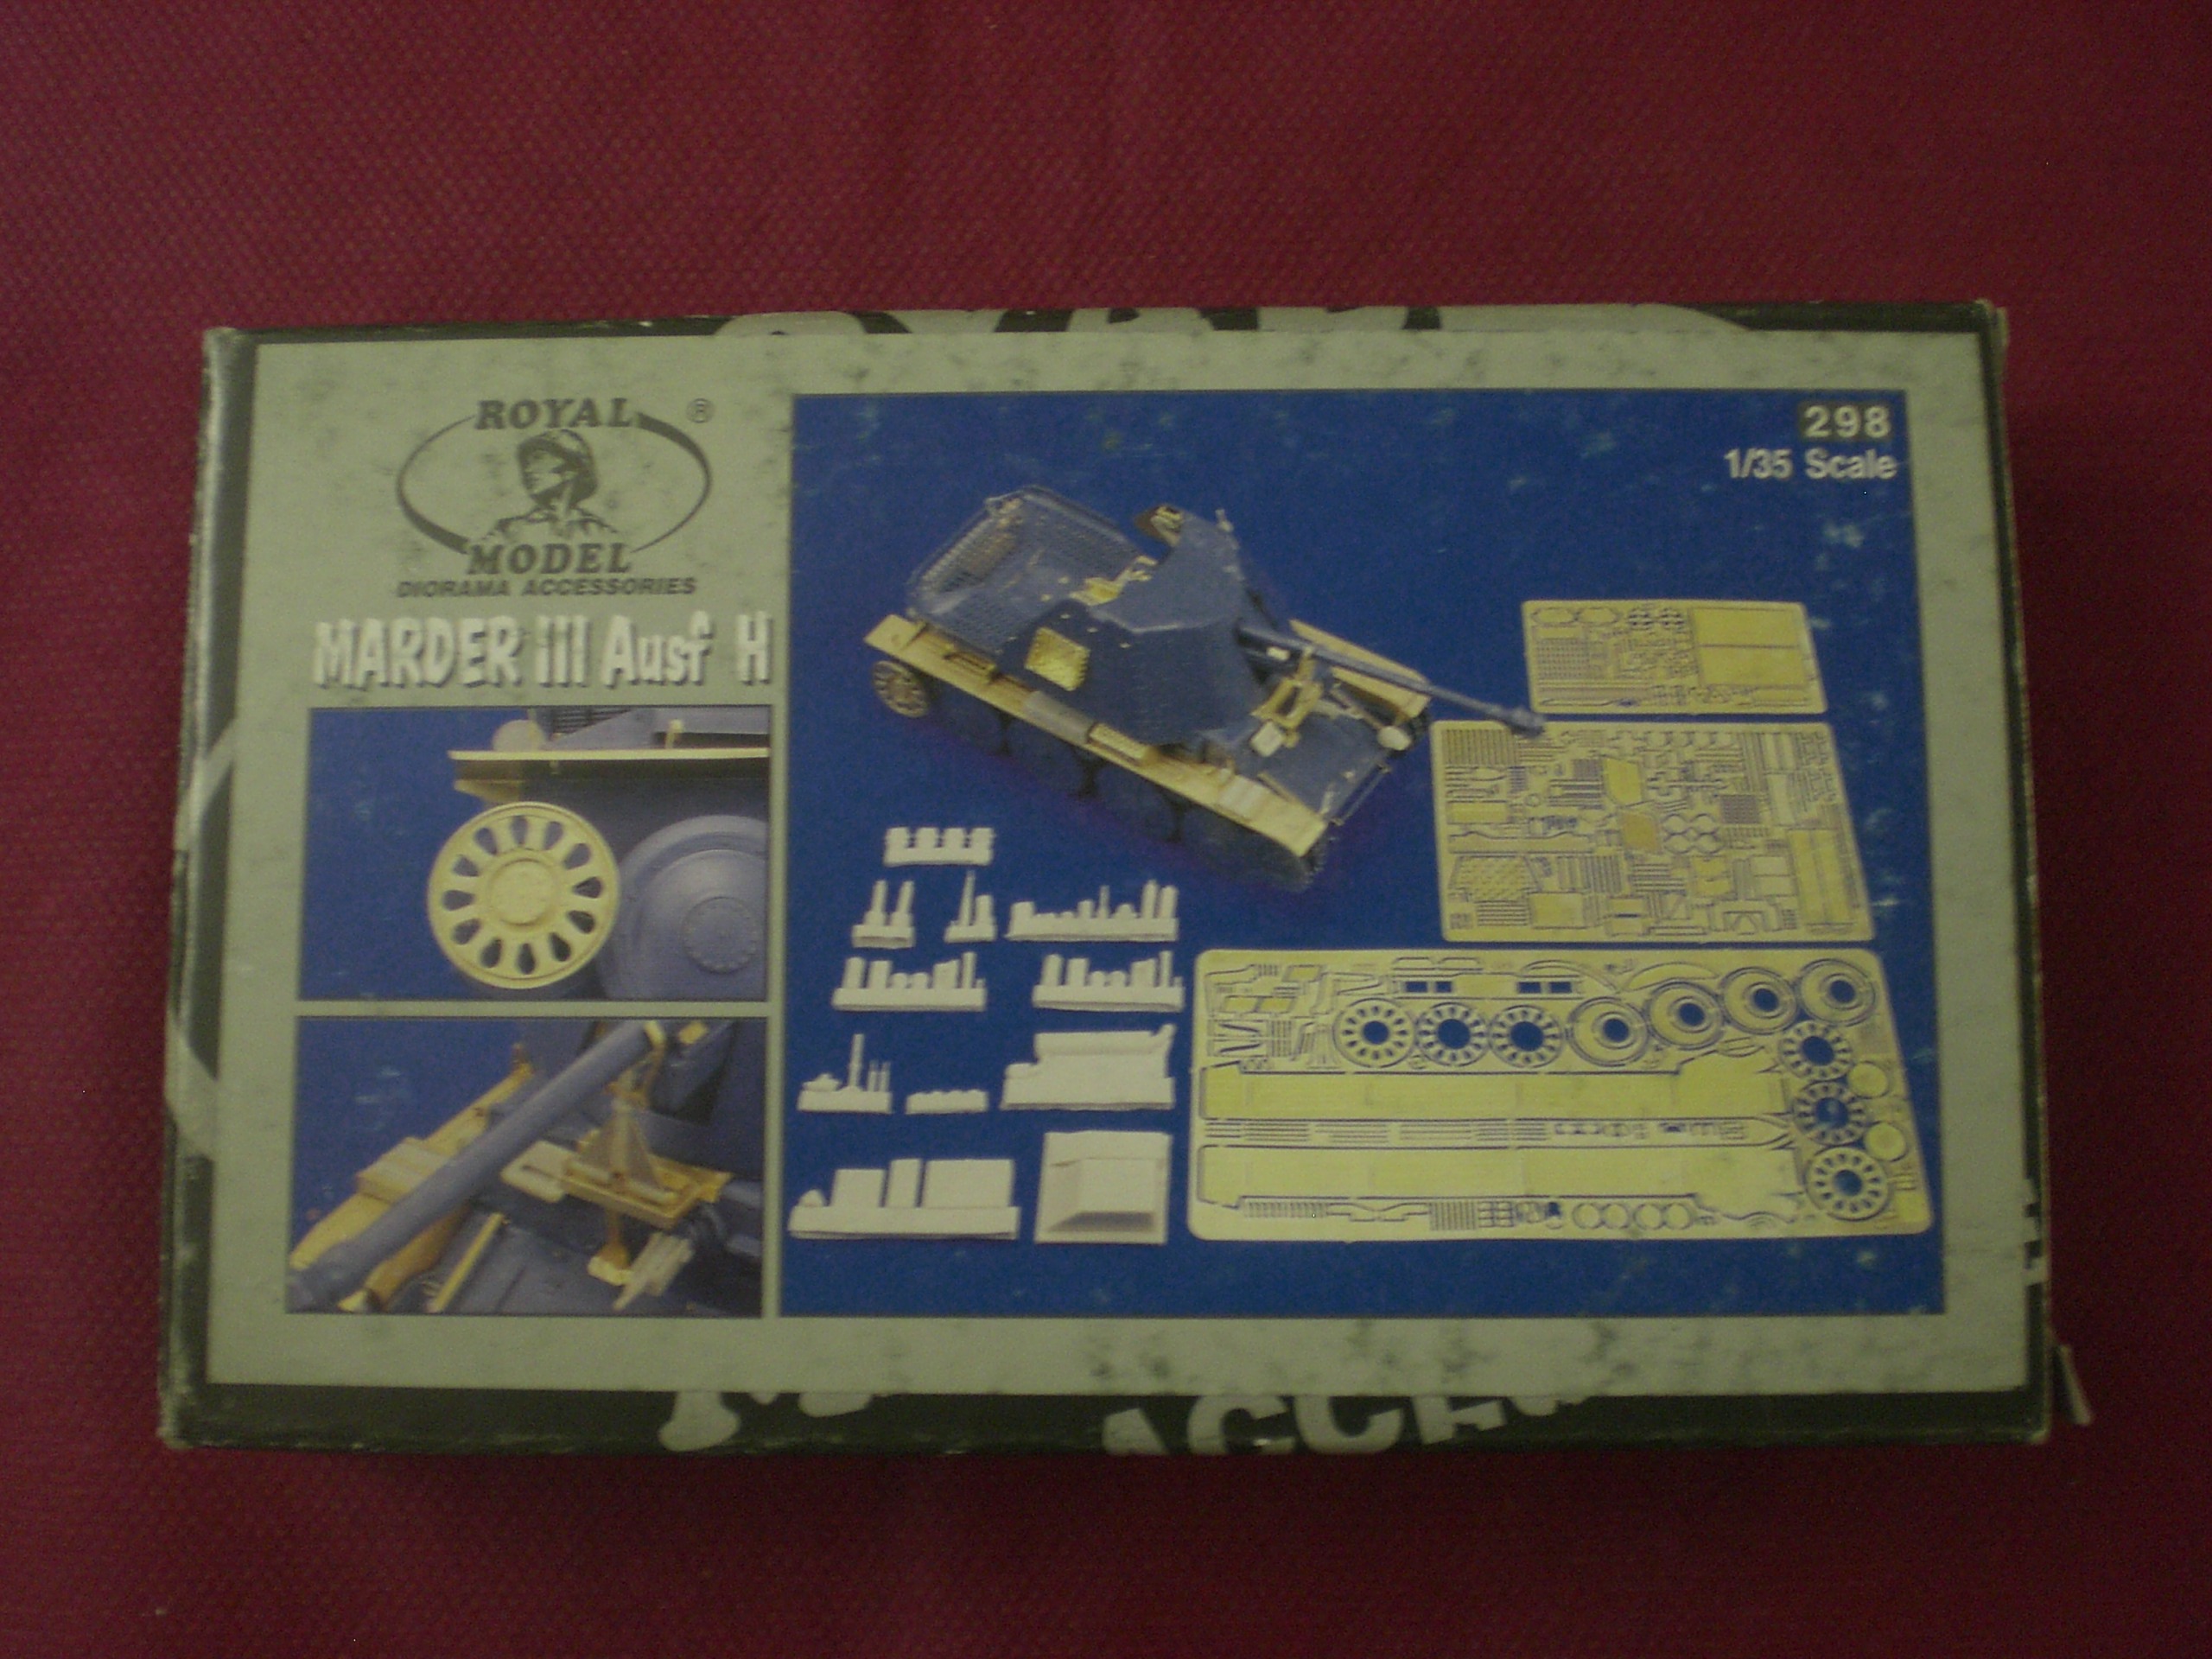 ROYAL ®
MODEL
DIORAMA ACCESSORIES
MARDER III Ausf H
298
1/35 Scale